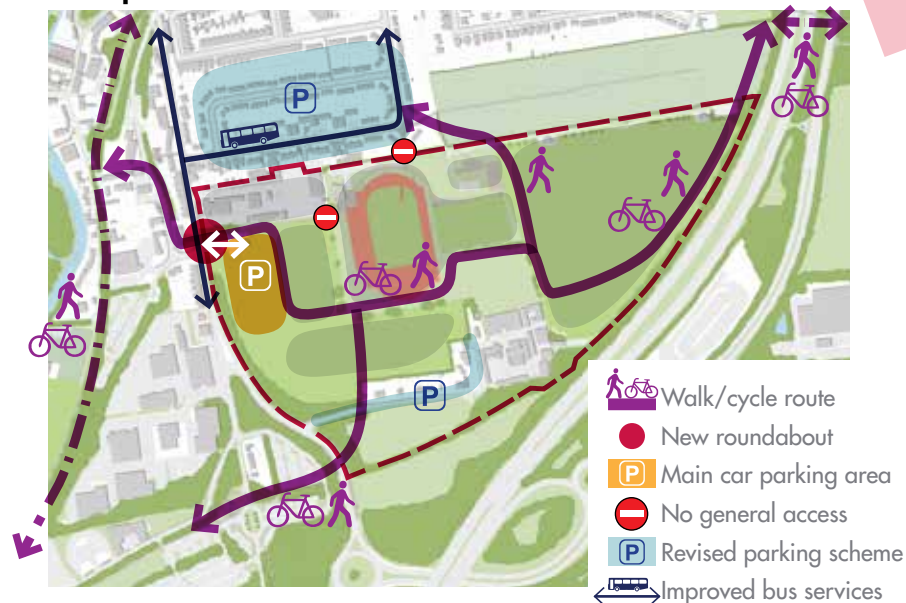 P
P
P
Walk/cycle route
New roundabout
P Main car parking area
No general access
P Revised parking scheme
Improved bus services